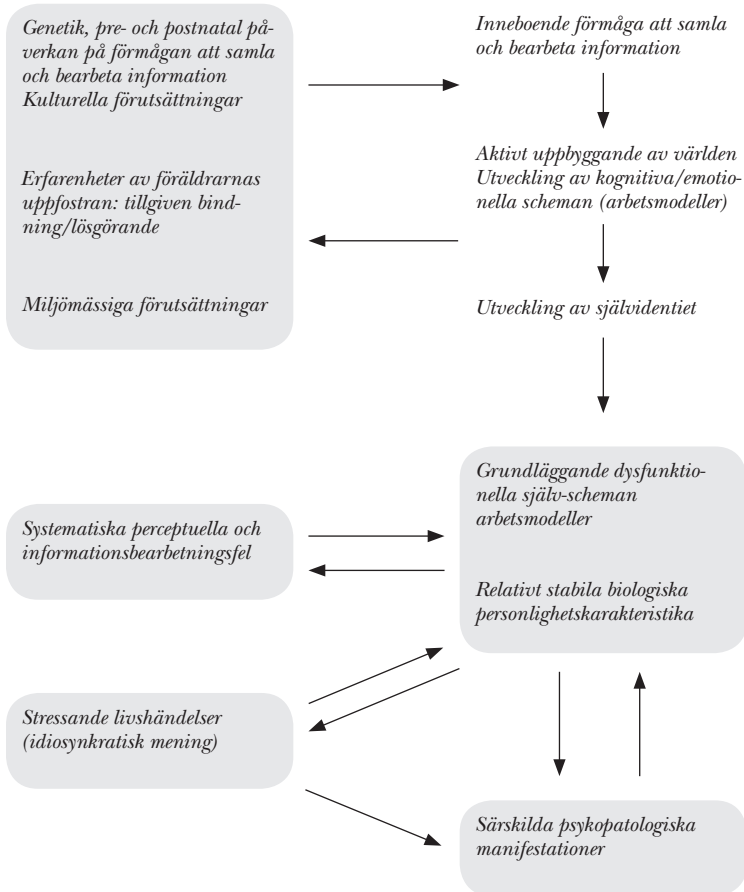 Genetik, pre- och postnatal på-
verkan på förmågan att samla
och bearbeta information
Kulturella förutsättningar
Erfarenheter av föräldrarnas
uppfostran: tillgiven bind-
ning/lösgörande
Miljömässiga förutsättningar
Inneboende förmåga att samla
och bearbeta information
Aktivt uppbyggande av världen
Utveckling av kognitiva/emotio-
nella scheman (arbetsmodeller)
Utveckling av självidentiet
Grundläggande dysfunktio-
nella själv-scheman
arbetsmodeller
Relativt stabila biologiska
personlighetskarakteristika
Systematiska perceptuella och
informationsbearbetningsfel
Stressande livshändelser
(idiosynkratisk mening)
Särskilda psykopatologiska
manifestationer